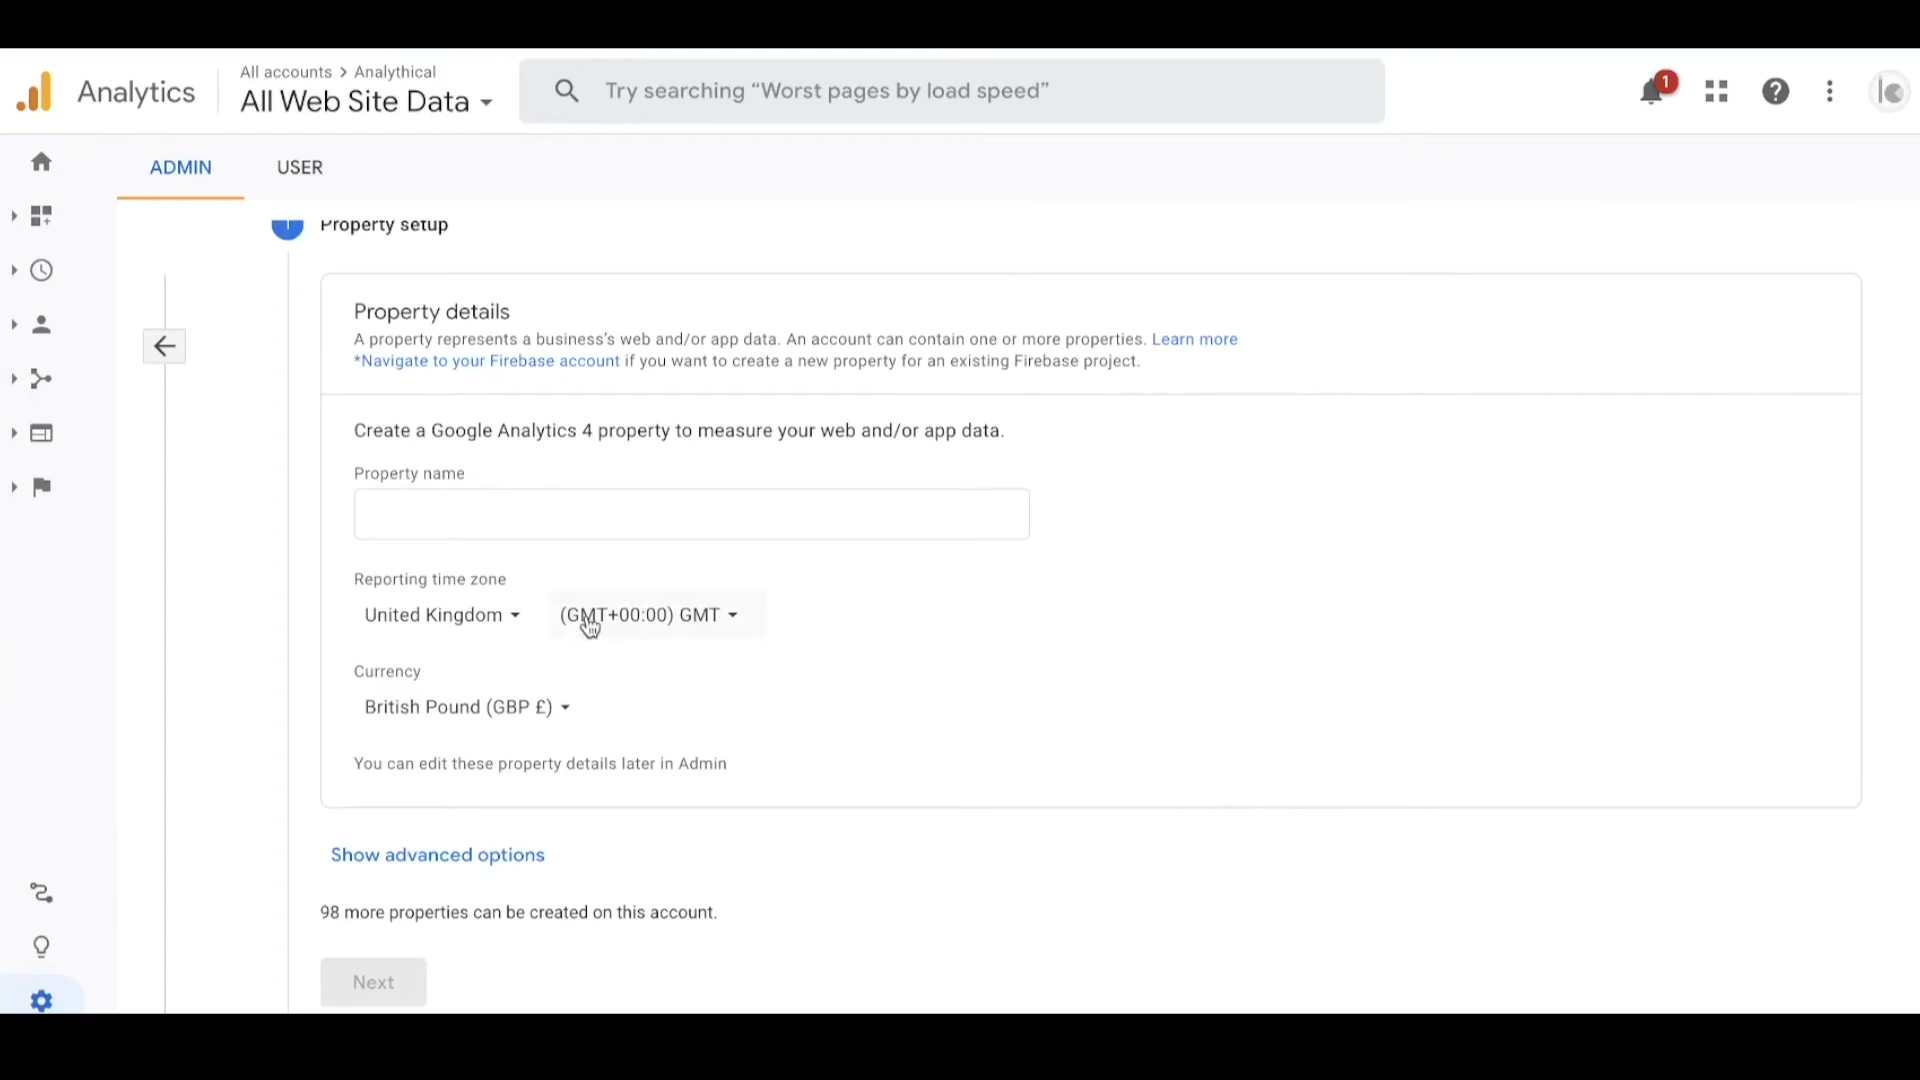 Analytics
All accounts > Analythical
All Web Site Data
Try searching “Worst pages by load speed”
1
ADMIN
USER
Property setup
Property details
A property represents a business's web and/or app data. An account can contain one or more properties. Learn more
*Navigate to your Firebase account if you want to create a new property for an existing Firebase project.
Create a Google Analytics 4 property to measure your web and/or app data.
Property name
Reporting time zone
United Kingdom
(GMT+00:00) GMT
Currency
British Pound (GBP £)
You can edit these property details later in Admin
Show advanced options
98 more properties can be created on this account.
Next